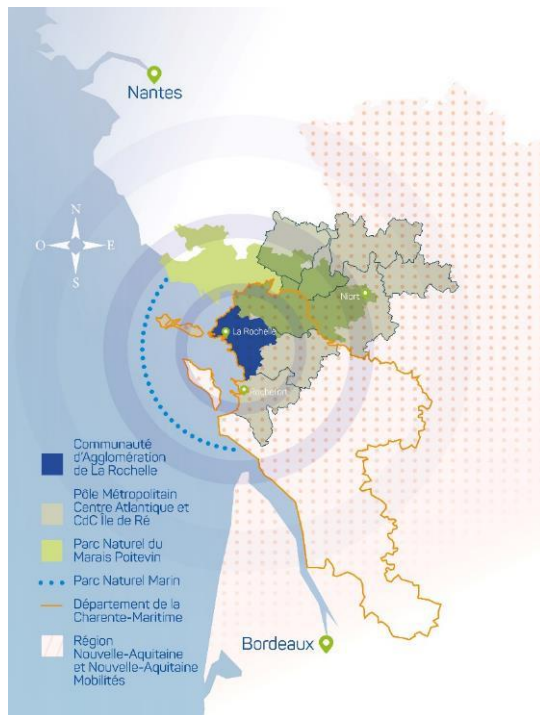 Nantes
N
O
E
S
Niort
La Rochelle
Rochefort
Communauté
d'Agglomération
de La Rochelle
Pôle Métropolitain
Centre Atlantique et
CdC Île de Ré
Parc Naturel du
Marais Poitevin
Parc Naturel Marin
Département de la
Charente-Maritime
Région
Nouvelle-Aquitaine
et Nouvelle-Aquitaine
Mobilités
Bordeaux